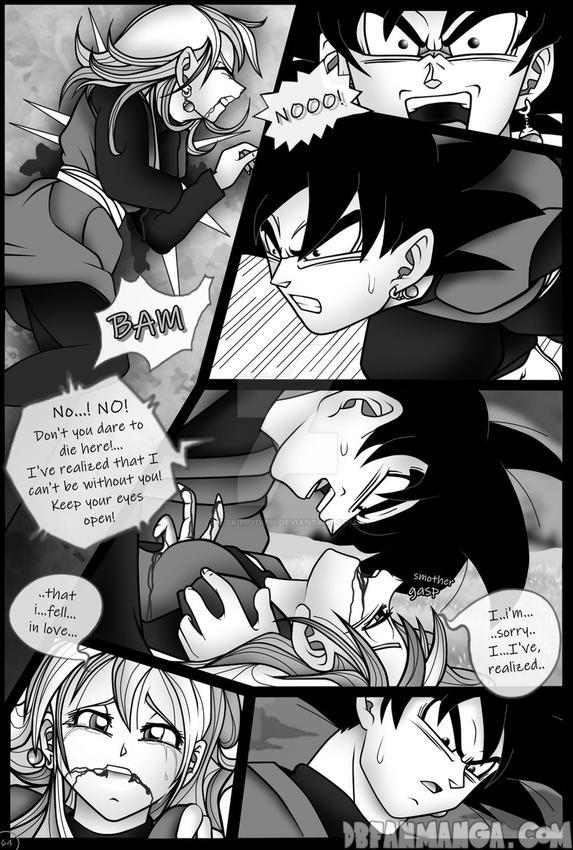 NOOO!
BAM
No...! NO!
Don't you dare to
die here!...
I've realized that I
can't be without you!
Keep your eyes
open!
smother
gasp
I..i'm...
..sorry..
I...I've,
realized..
..that
i...fell...
in love...
64
DBFANMANGA.COM